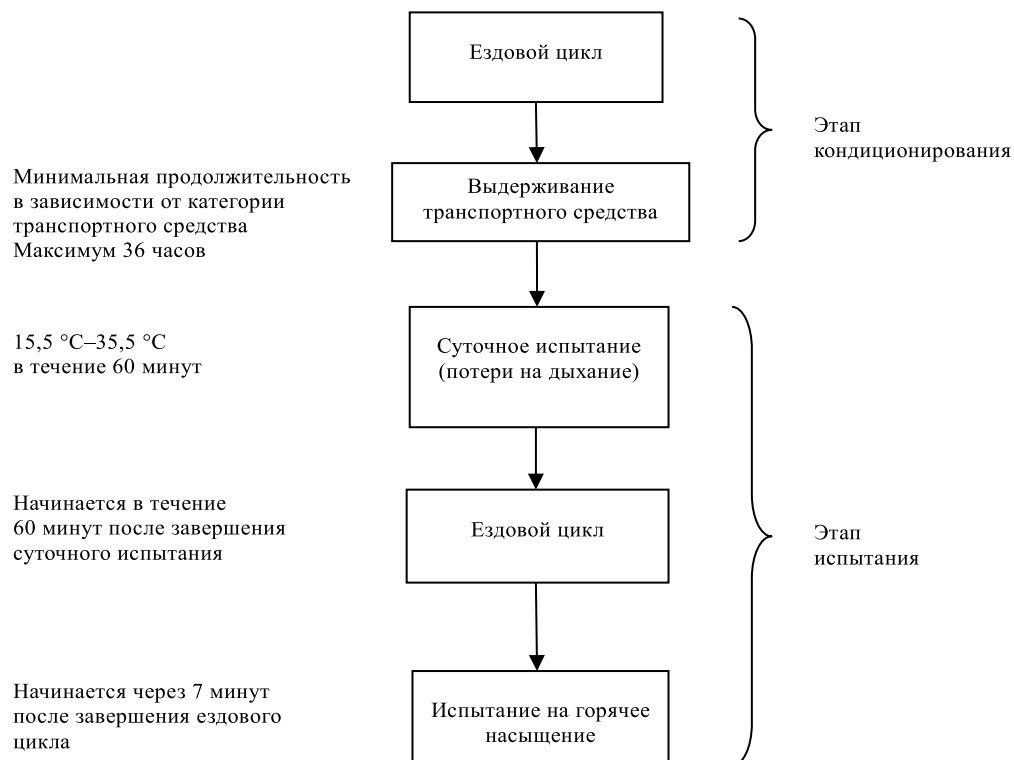 Ездовой цикл
Этап
кондиционирования
Минимальная продолжительность
в зависимости от категории
транспортного средства
Максимум 36 часов
Выдерживание
транспортного средства
15,5 °C–35,5 °C
в течение 60 минут
Суточное испытание
(потери на дыхание)
Начинается в течение
60 минут после завершения
суточного испытания
Ездовой цикл
Этап
испытания
Начинается через 7 минут
после завершения ездового
цикла
Испытание на горячее
насыщение